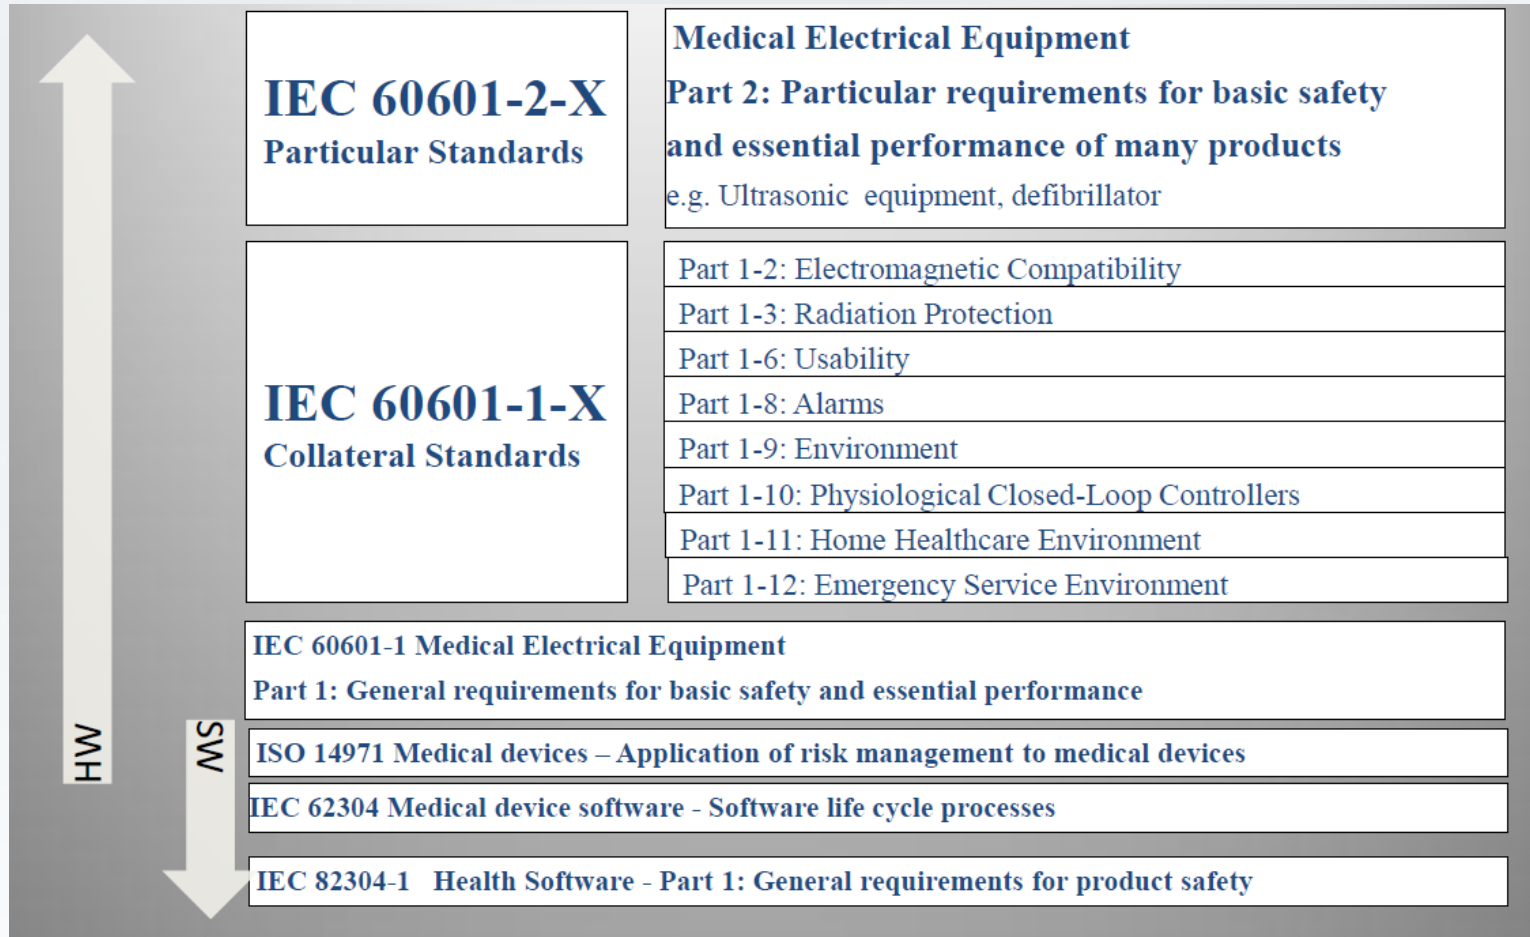 IEC 60601-2-X
Particular Standards
Medical Electrical Equipment
Part 2: Particular requirements for basic safety
and essential performance of many products
e.g. Ultrasonic equipment, defibrillator
IEC 60601-1-X
Collateral Standards
Part 1-2: Electromagnetic Compatibility
Part 1-3: Radiation Protection
Part 1-6: Usability
Part 1-8: Alarms
Part 1-9: Environment
Part 1-10: Physiological Closed-Loop Controllers
Part 1-11: Home Healthcare Environment
Part 1-12: Emergency Service Environment
IEC 60601-1 Medical Electrical Equipment
Part 1: General requirements for basic safety and essential performance
HW
SW
ISO 14971 Medical devices – Application of risk management to medical devices
IEC 62304 Medical device software - Software life cycle processes
IEC 82304-1 Health Software - Part 1: General requirements for product safety